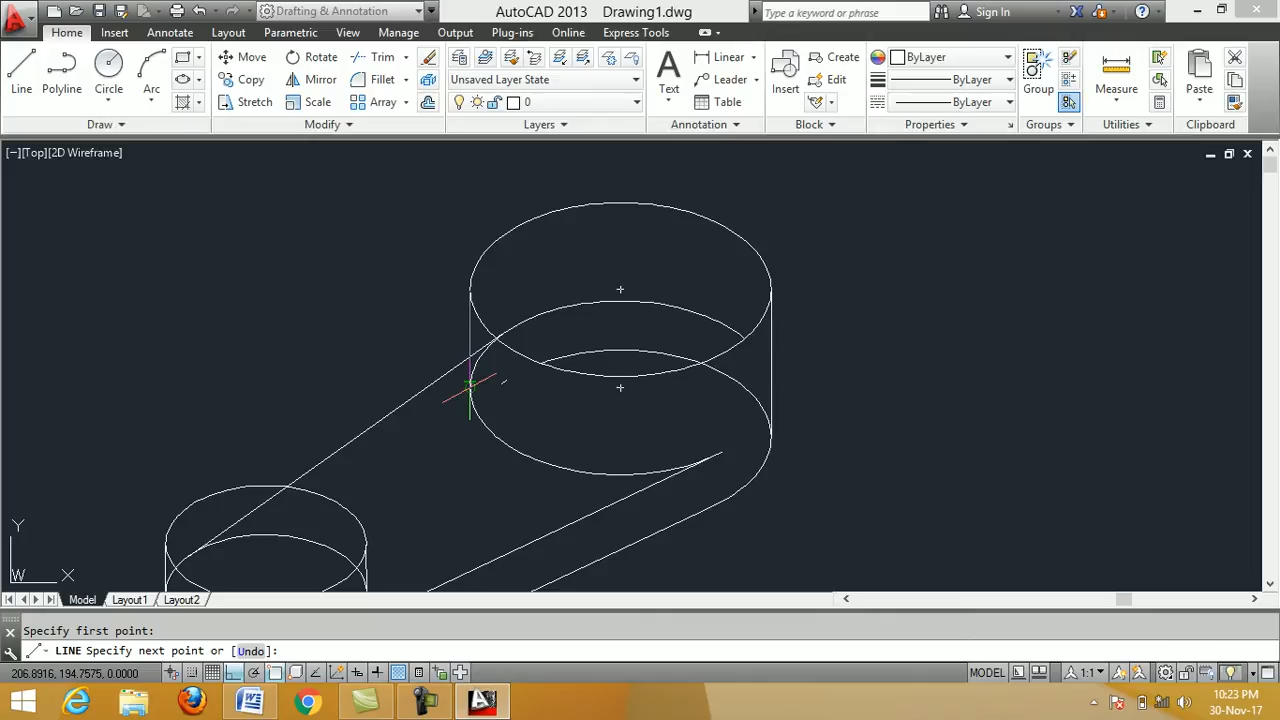 Drafting & Annotation
AutoCAD 2013 Drawing1.dwg
Type a keyword or phrase
Sign In
Home Insert Annotate Layout Parametric View Manage Output Plug-ins Online Express Tools
Line Polyline Circle Arc
Move Rotate Trim
Copy Mirror Fillet
Stretch Scale Array
Unsaved Layer State
0
Text
Linear
Leader
Table
Insert
Create
Edit
ByLayer
ByLayer
ByLayer
Group
Measure
Paste
Draw Modify Layers Annotation Block Properties Groups Utilities Clipboard
[−][Top][2D Wireframe]
Y
W X
Model Layout1 Layout2
Specify first point:
LINE Specify next point or [Undo]:
206.8916, 194.7575, 0.0000
MODEL
1:1
10:23 PM
30-Nov-17